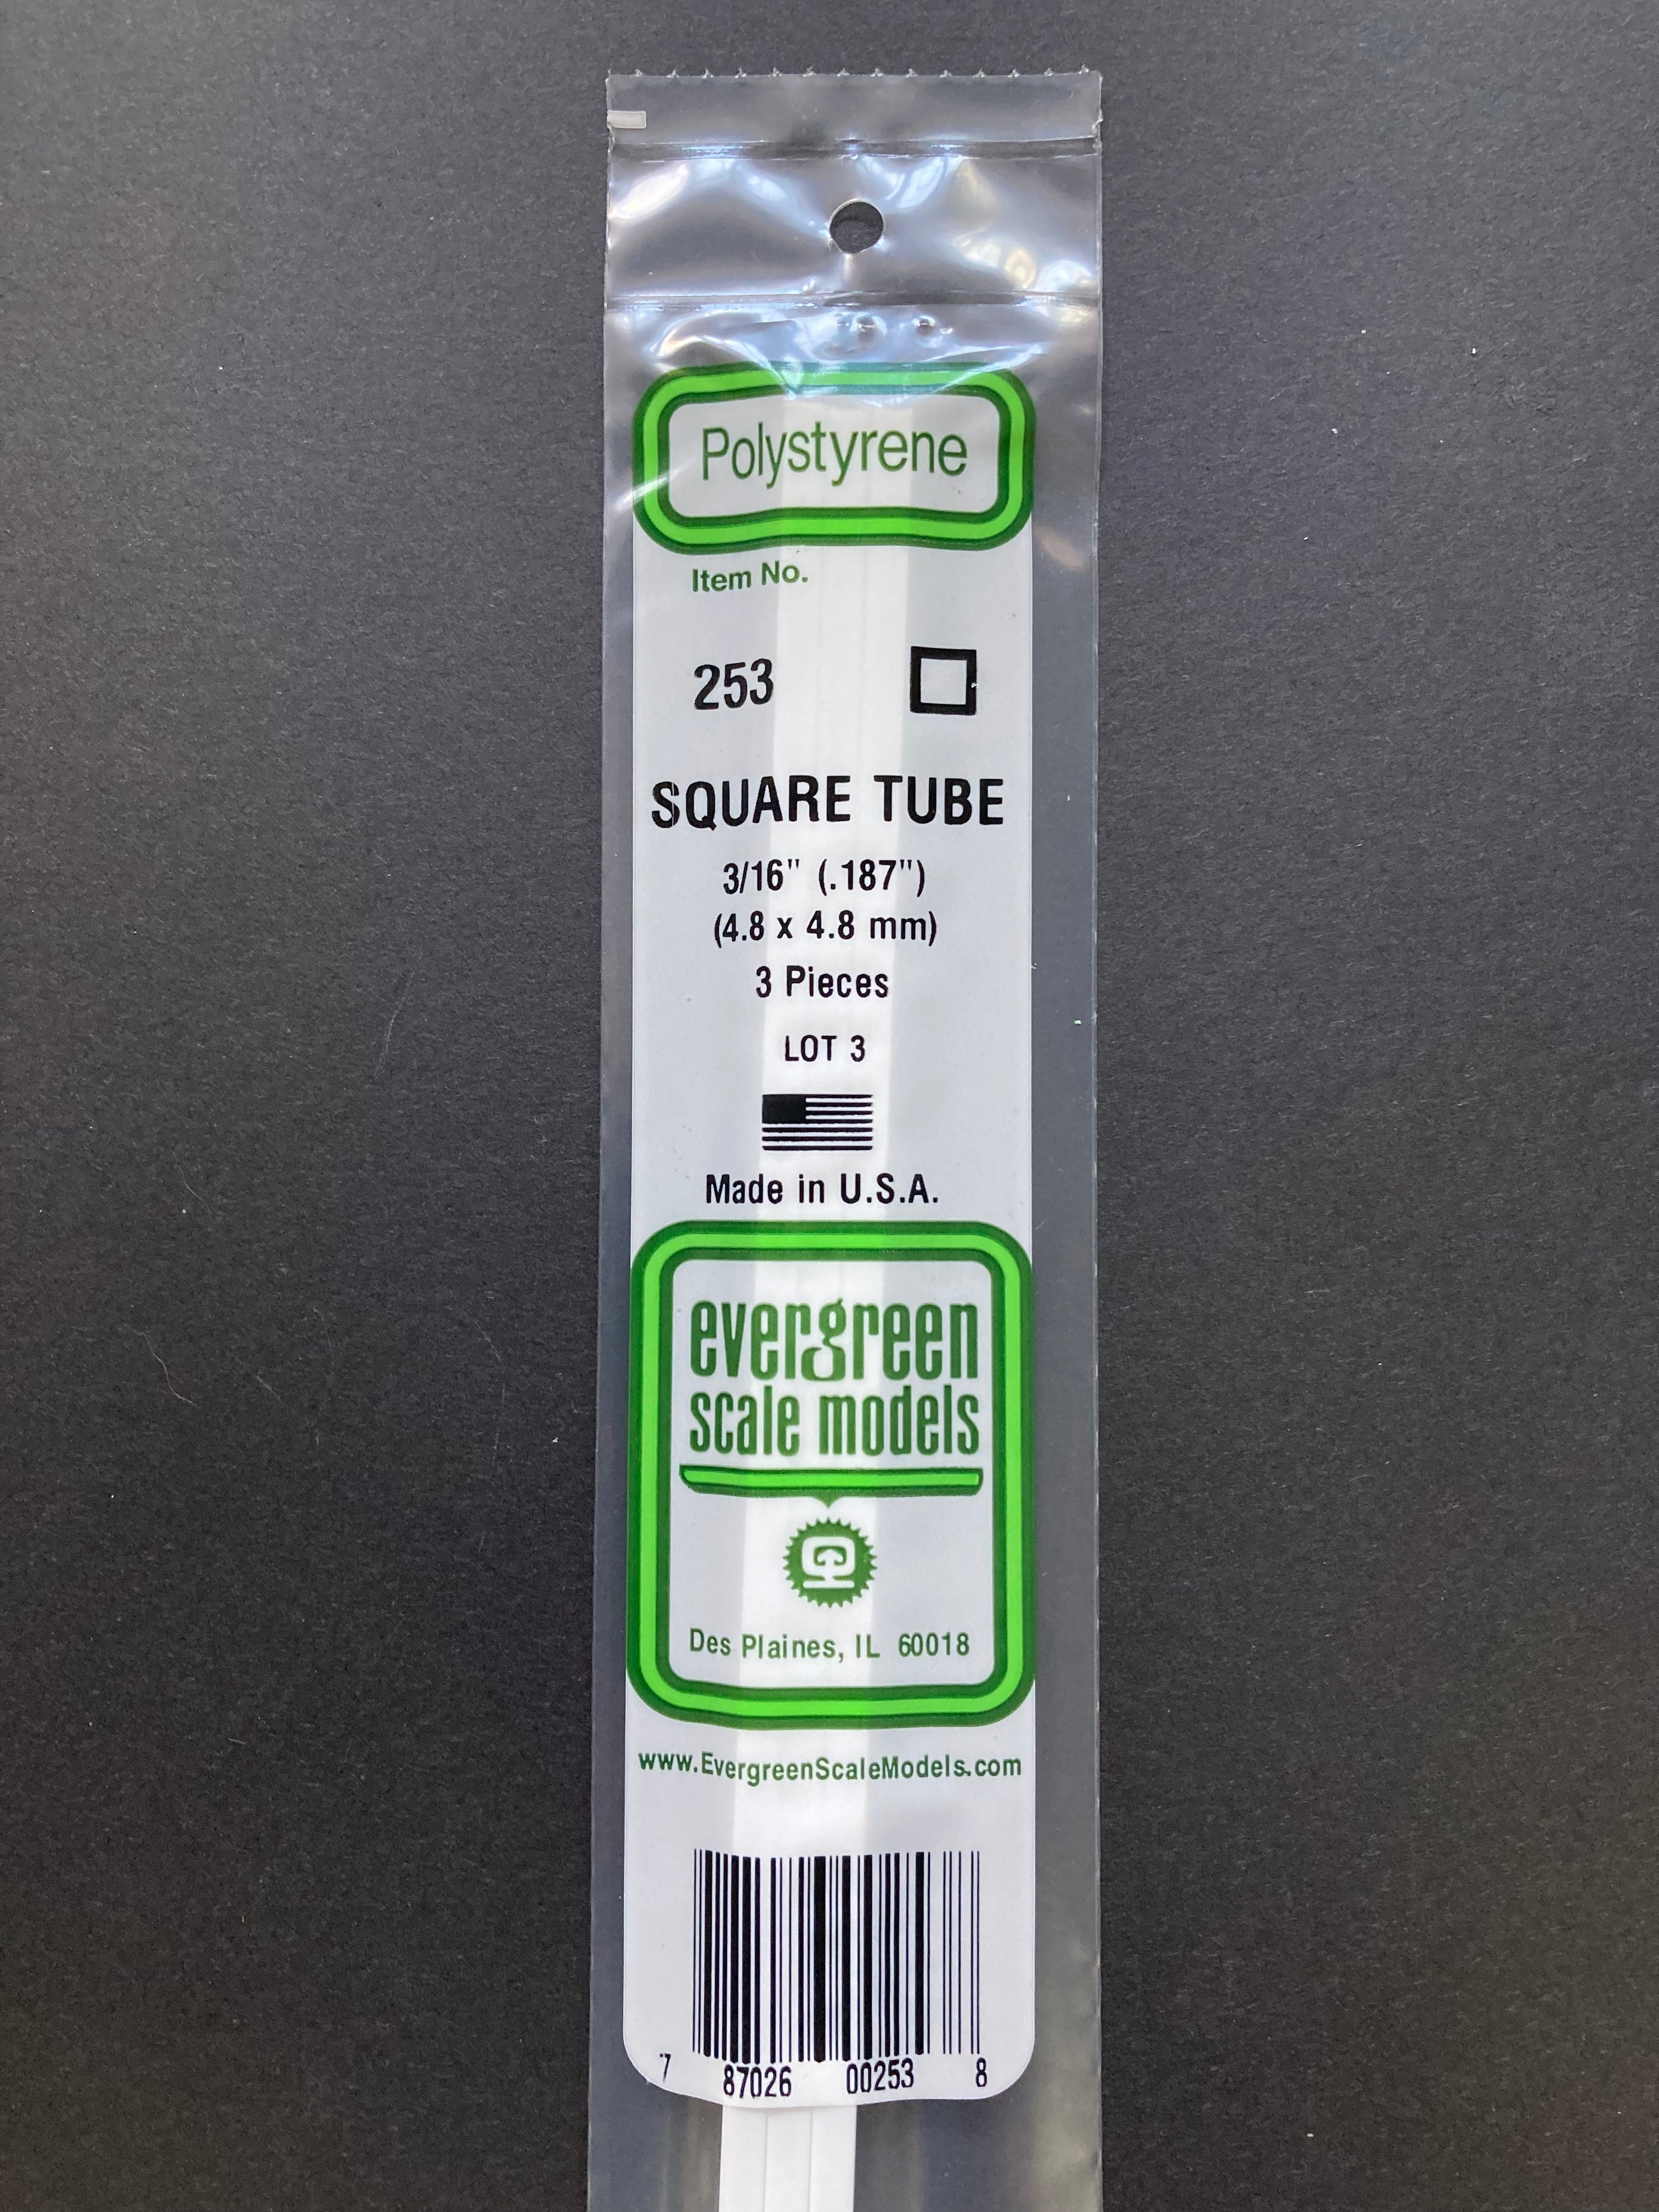 Polystyrene
Item No.
253
SQUARE TUBE
3/16" (.187")
(4.8 x 4.8 mm)
3 Pieces
LOT 3
Made in U.S.A.
evergreen
scale models
Des Plaines, IL 60018
www.EvergreenScaleModels.com
7 87026 00253 8